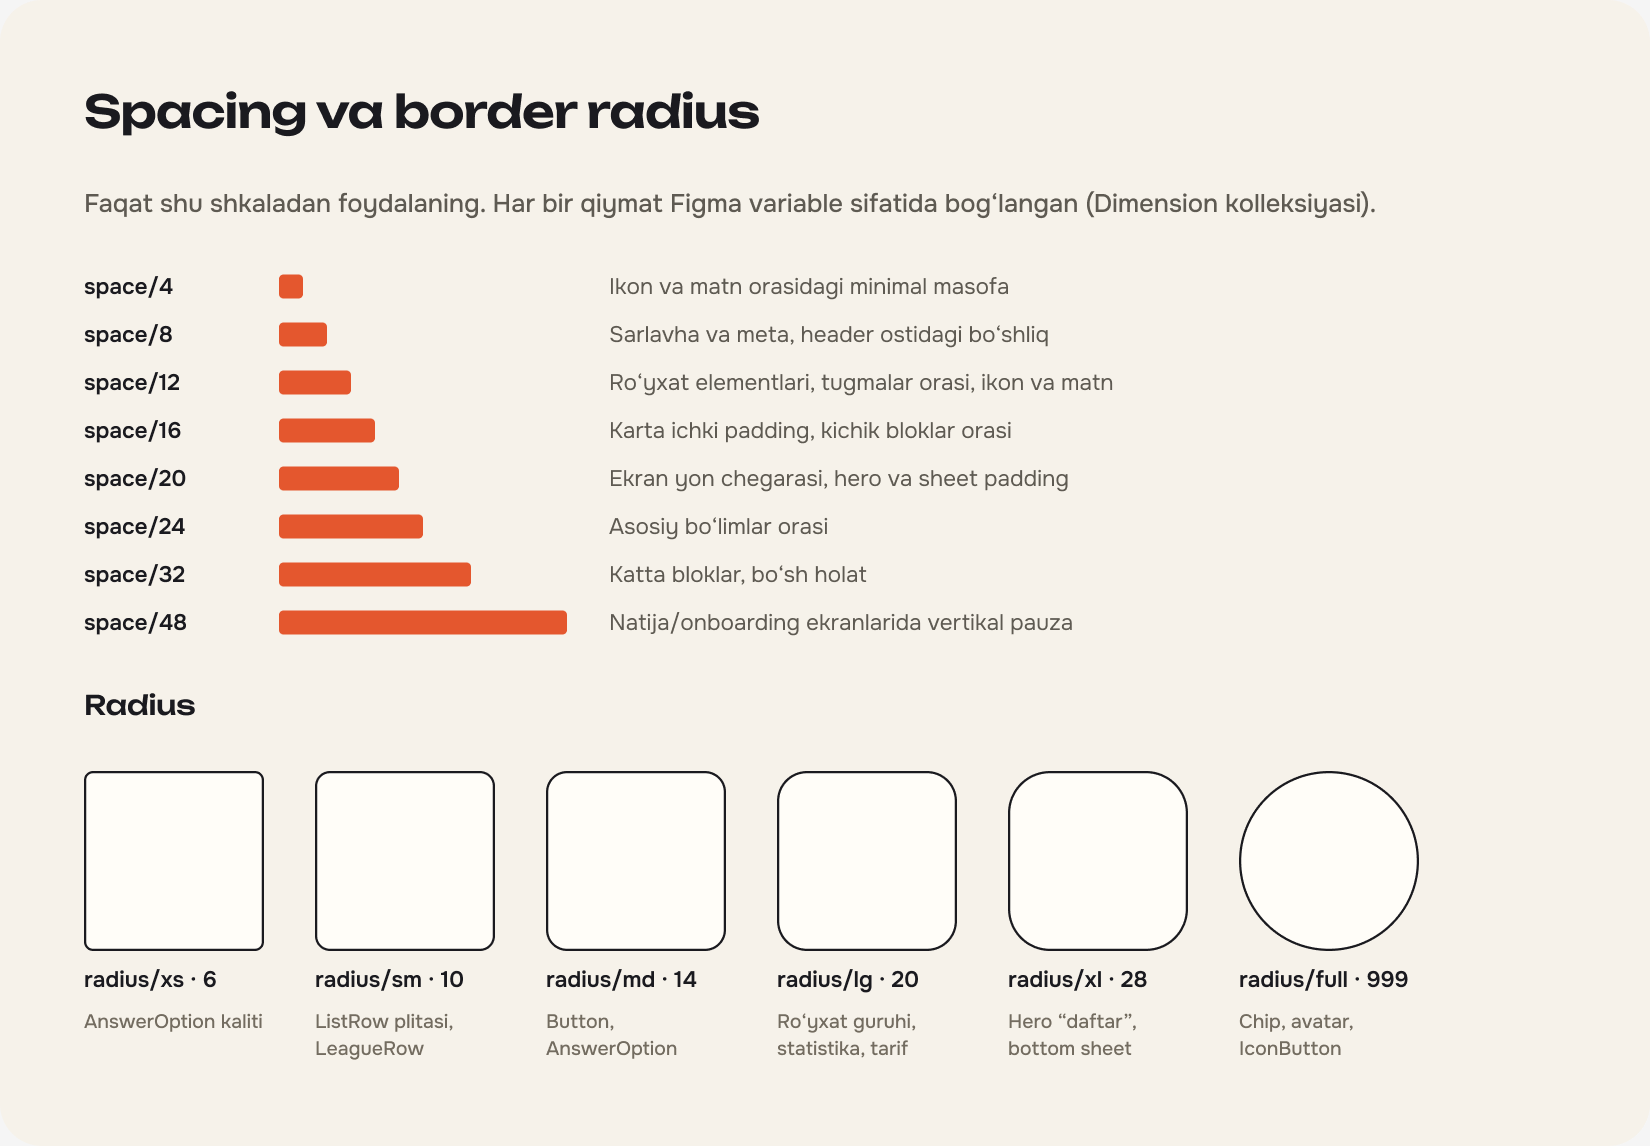 Spacing va border radius
Faqat shu shkaladan foydalaning. Har bir qiymat Figma variable sifatida bog‘langan (Dimension kolleksiyasi).
space/4 Ikon va matn orasidagi minimal masofa
space/8 Sarlavha va meta, header ostidagi bo‘shliq
space/12 Ro‘yxat elementlari, tugmalar orasi, ikon va matn
space/16 Karta ichki padding, kichik bloklar orasi
space/20 Ekran yon chegarasi, hero va sheet padding
space/24 Asosiy bo‘limlar orasi
space/32 Katta bloklar, bo‘sh holat
space/48 Natija/onboarding ekranlarida vertikal pauza
Radius
radius/xs · 6
AnswerOption kaliti
radius/sm · 10
ListRow plitasi,
LeagueRow
radius/md · 14
Button,
AnswerOption
radius/lg · 20
Ro‘yxat guruhi,
statistika, tarif
radius/xl · 28
Hero “daftar”,
bottom sheet
radius/full · 999
Chip, avatar,
IconButton